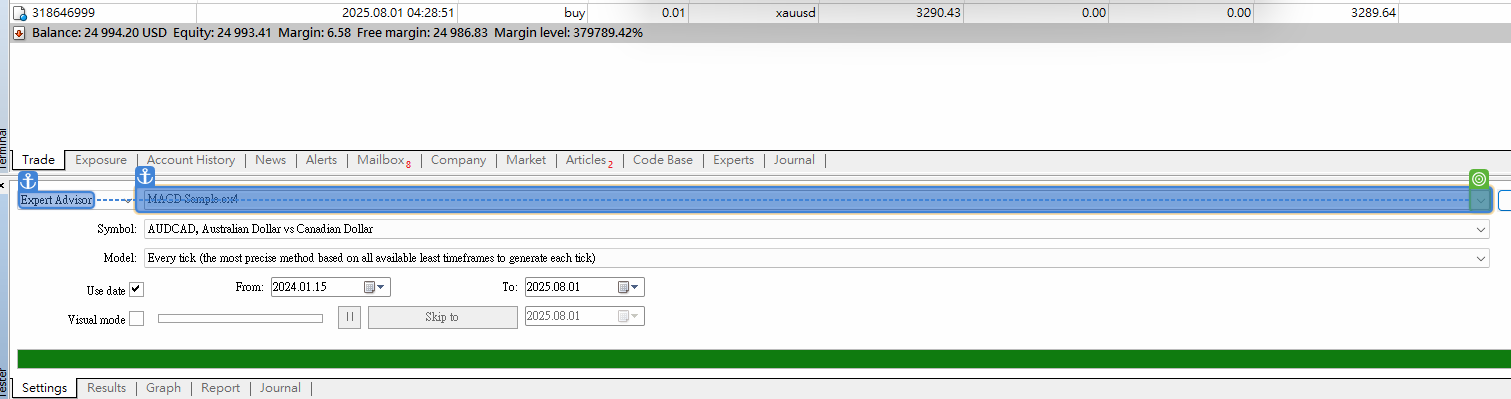 318646999 2025.08.01 04:28:51 buy 0.01 xauusd 3290.43 0.00 0.00 3289.64
Balance: 24 994.20 USD Equity: 24 993.41 Margin: 6.58 Free margin: 24 986.83 Margin level: 379789.42%
Terminal
Trade Exposure Account History News Alerts Mailbox 8 Company Market Articles 2 Code Base Experts Journal
Expert Advisor MACD Sample.ex4
Symbol: AUDCAD, Australian Dollar vs Canadian Dollar
Model: Every tick (the most precise method based on all available least timeframes to generate each tick)
Use date From: 2024.01.15 To: 2025.08.01
Visual mode Skip to 2025.08.01
Tester
Settings Results Graph Report Journal